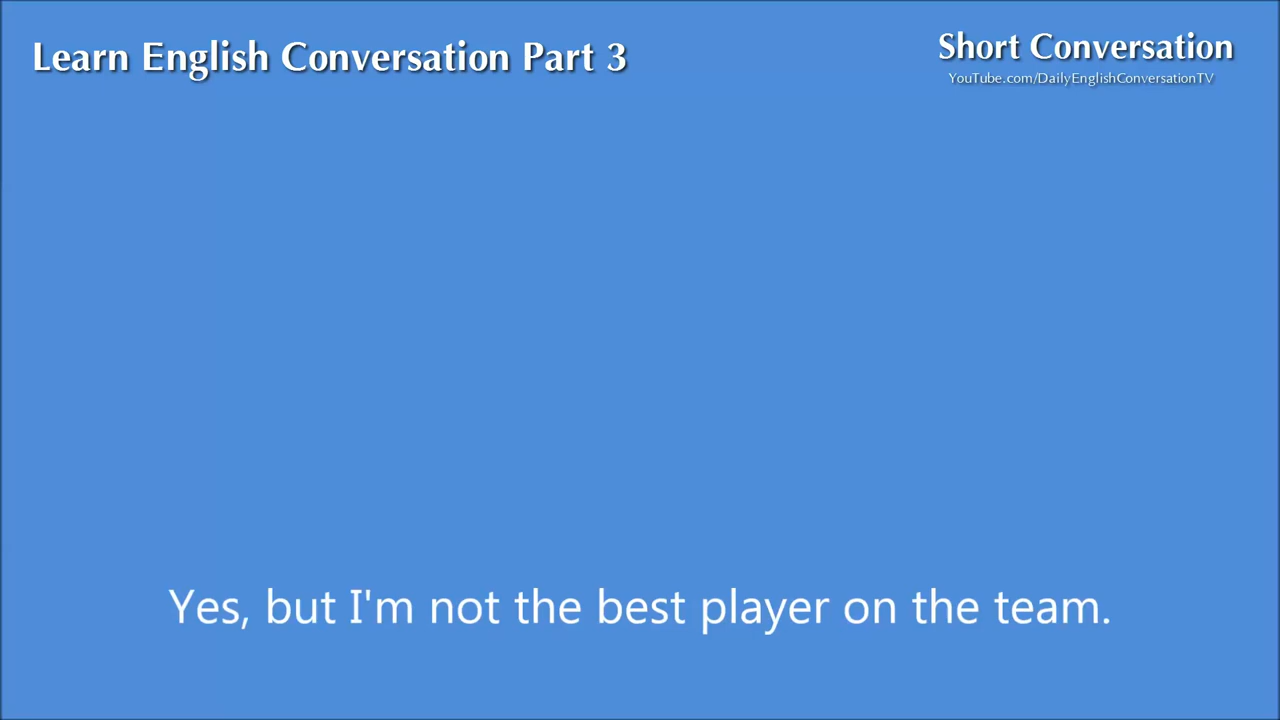 Learn English Conversation Part 3
Short Conversation
YouTube.com/DailyEnglishConversationTV
Yes, but I'm not the best player on the team.